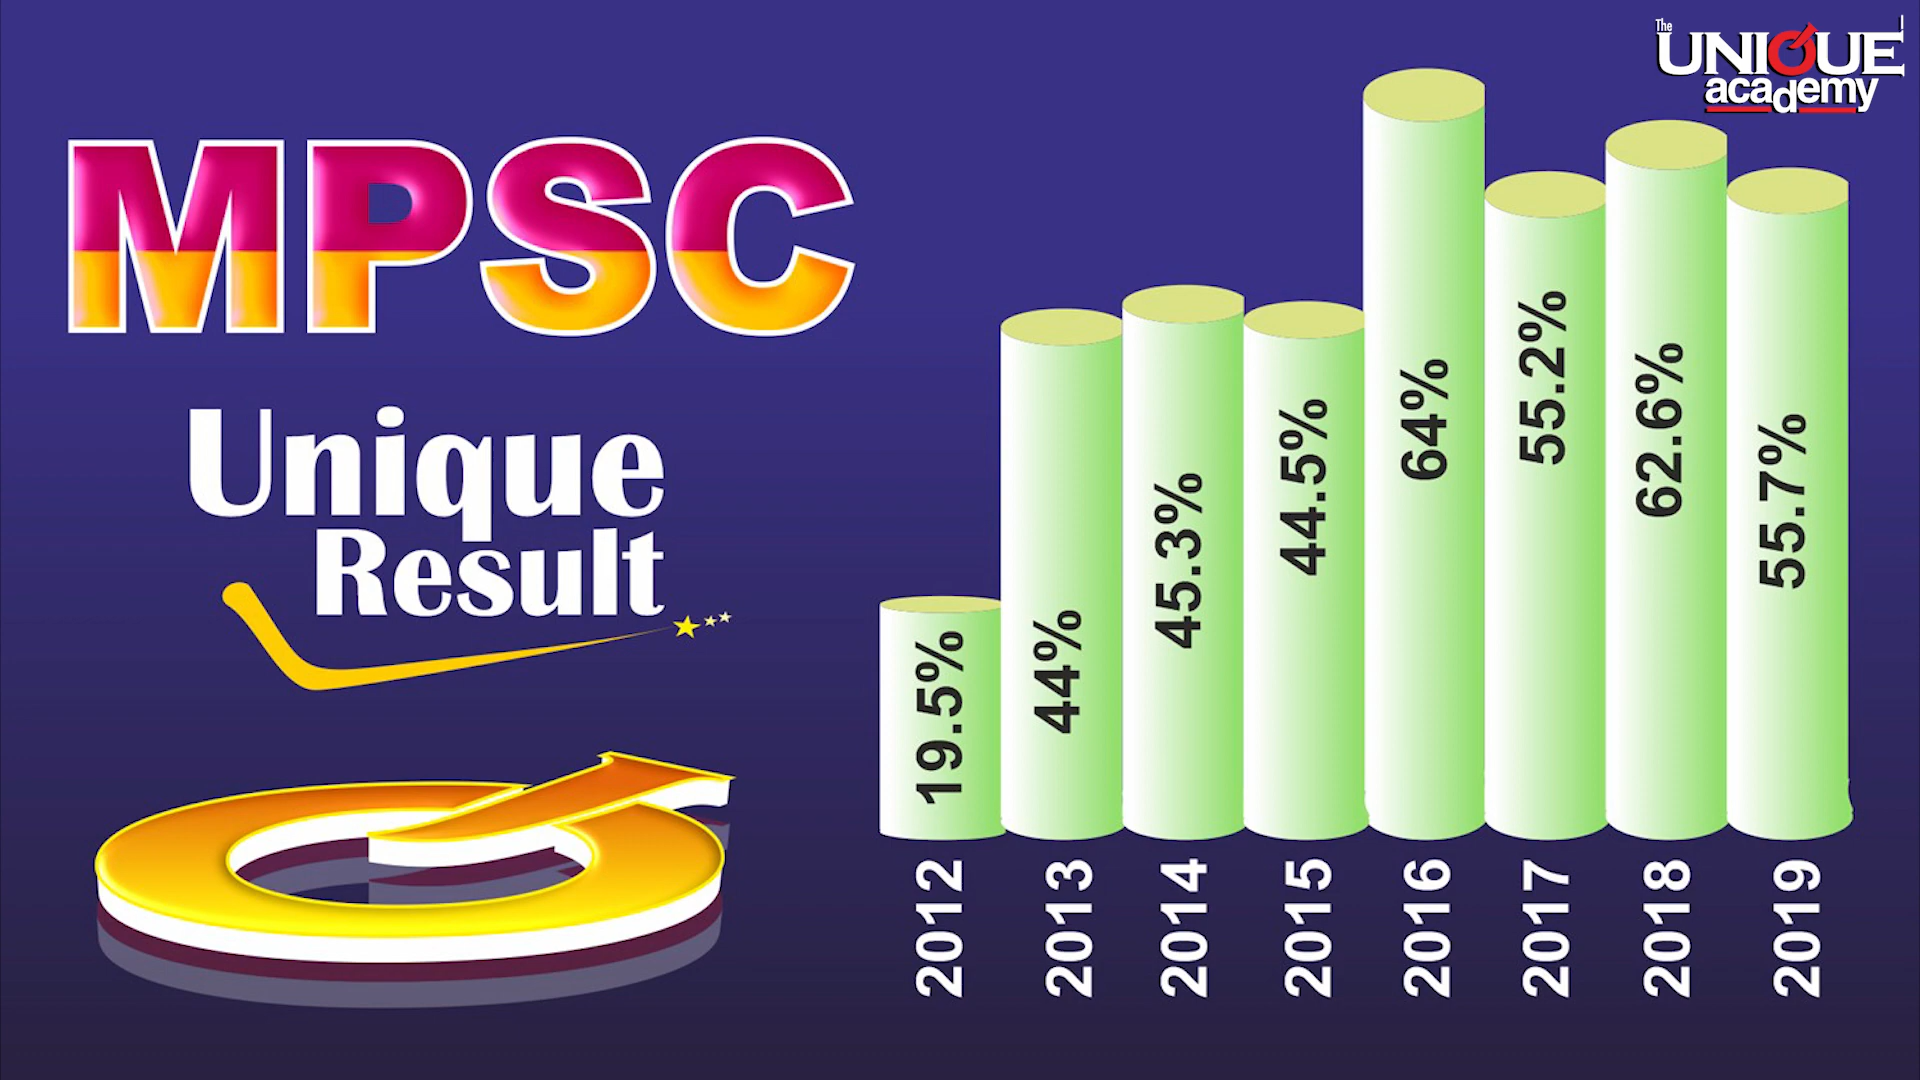 The
UNIQUE
academy
MPSC
Unique
Result
19.5%
44%
45.3%
44.5%
64%
55.2%
62.6%
55.7%
2012
2013
2014
2015
2016
2017
2018
2019